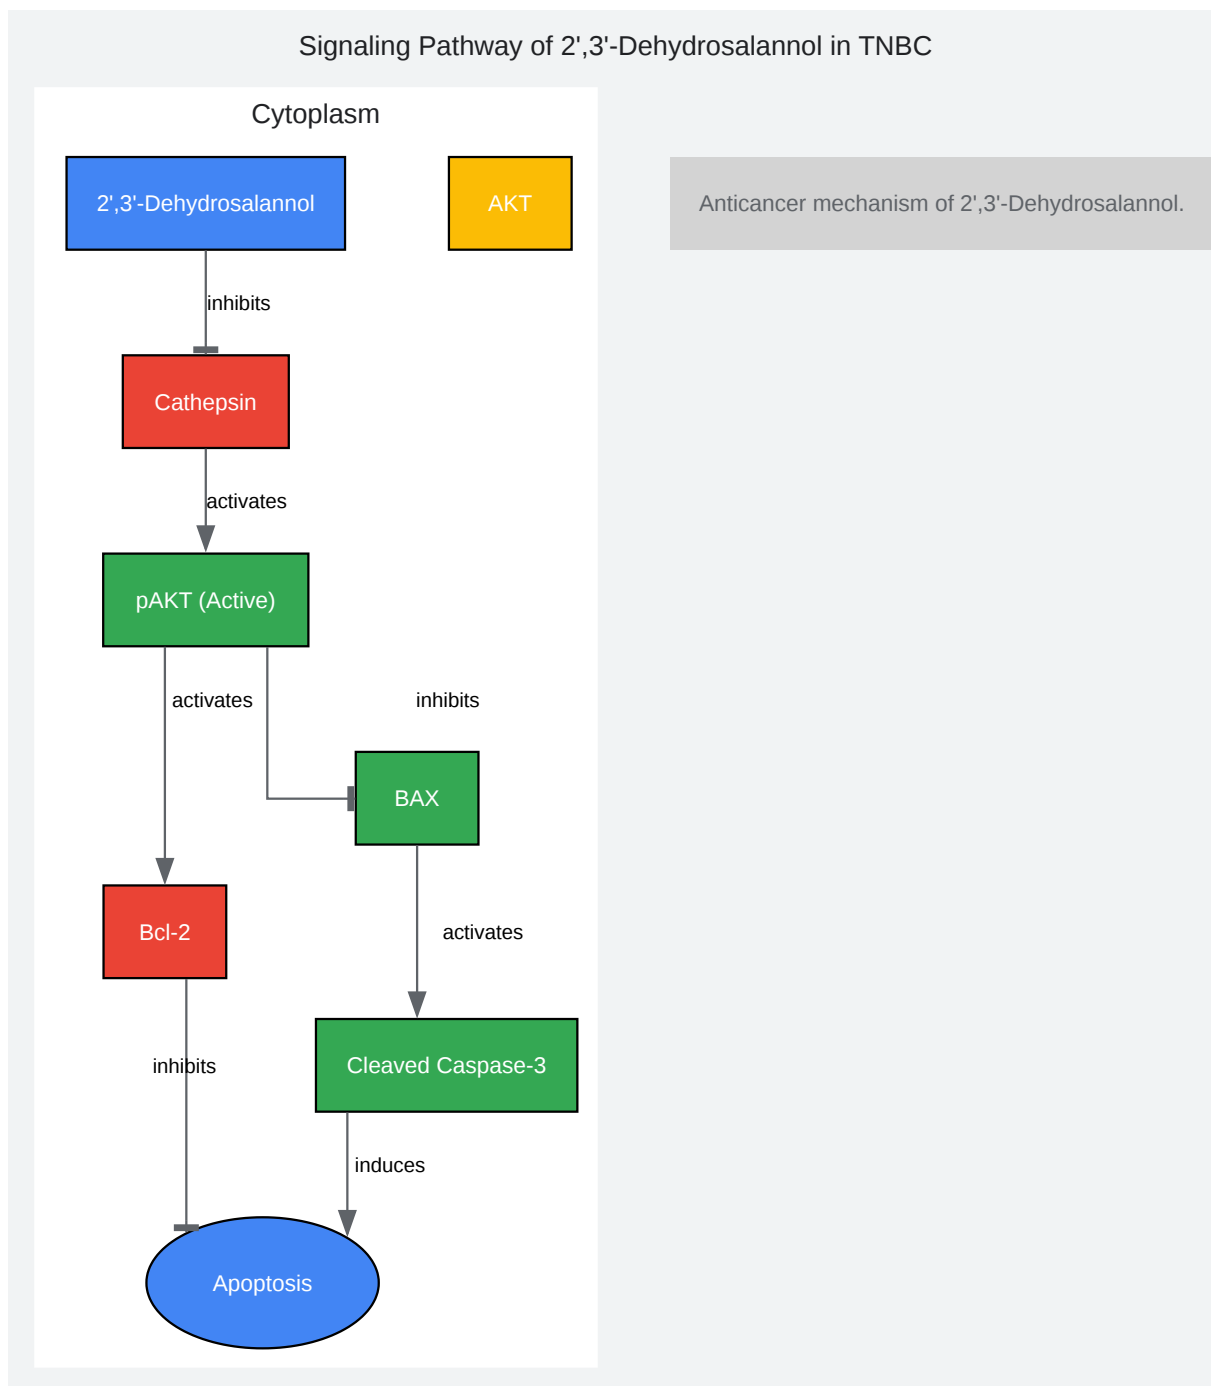 Signaling Pathway of 2',3'-Dehydrosalannol in TNBC
Cytoplasm
2',3'-Dehydrosalannol
AKT
Anticancer mechanism of 2',3'-Dehydrosalannol.
inhibits
Cathepsin
activates
pAKT (Active)
activates
inhibits
BAX
Bcl-2
activates
Cleaved Caspase-3
inhibits
induces
Apoptosis